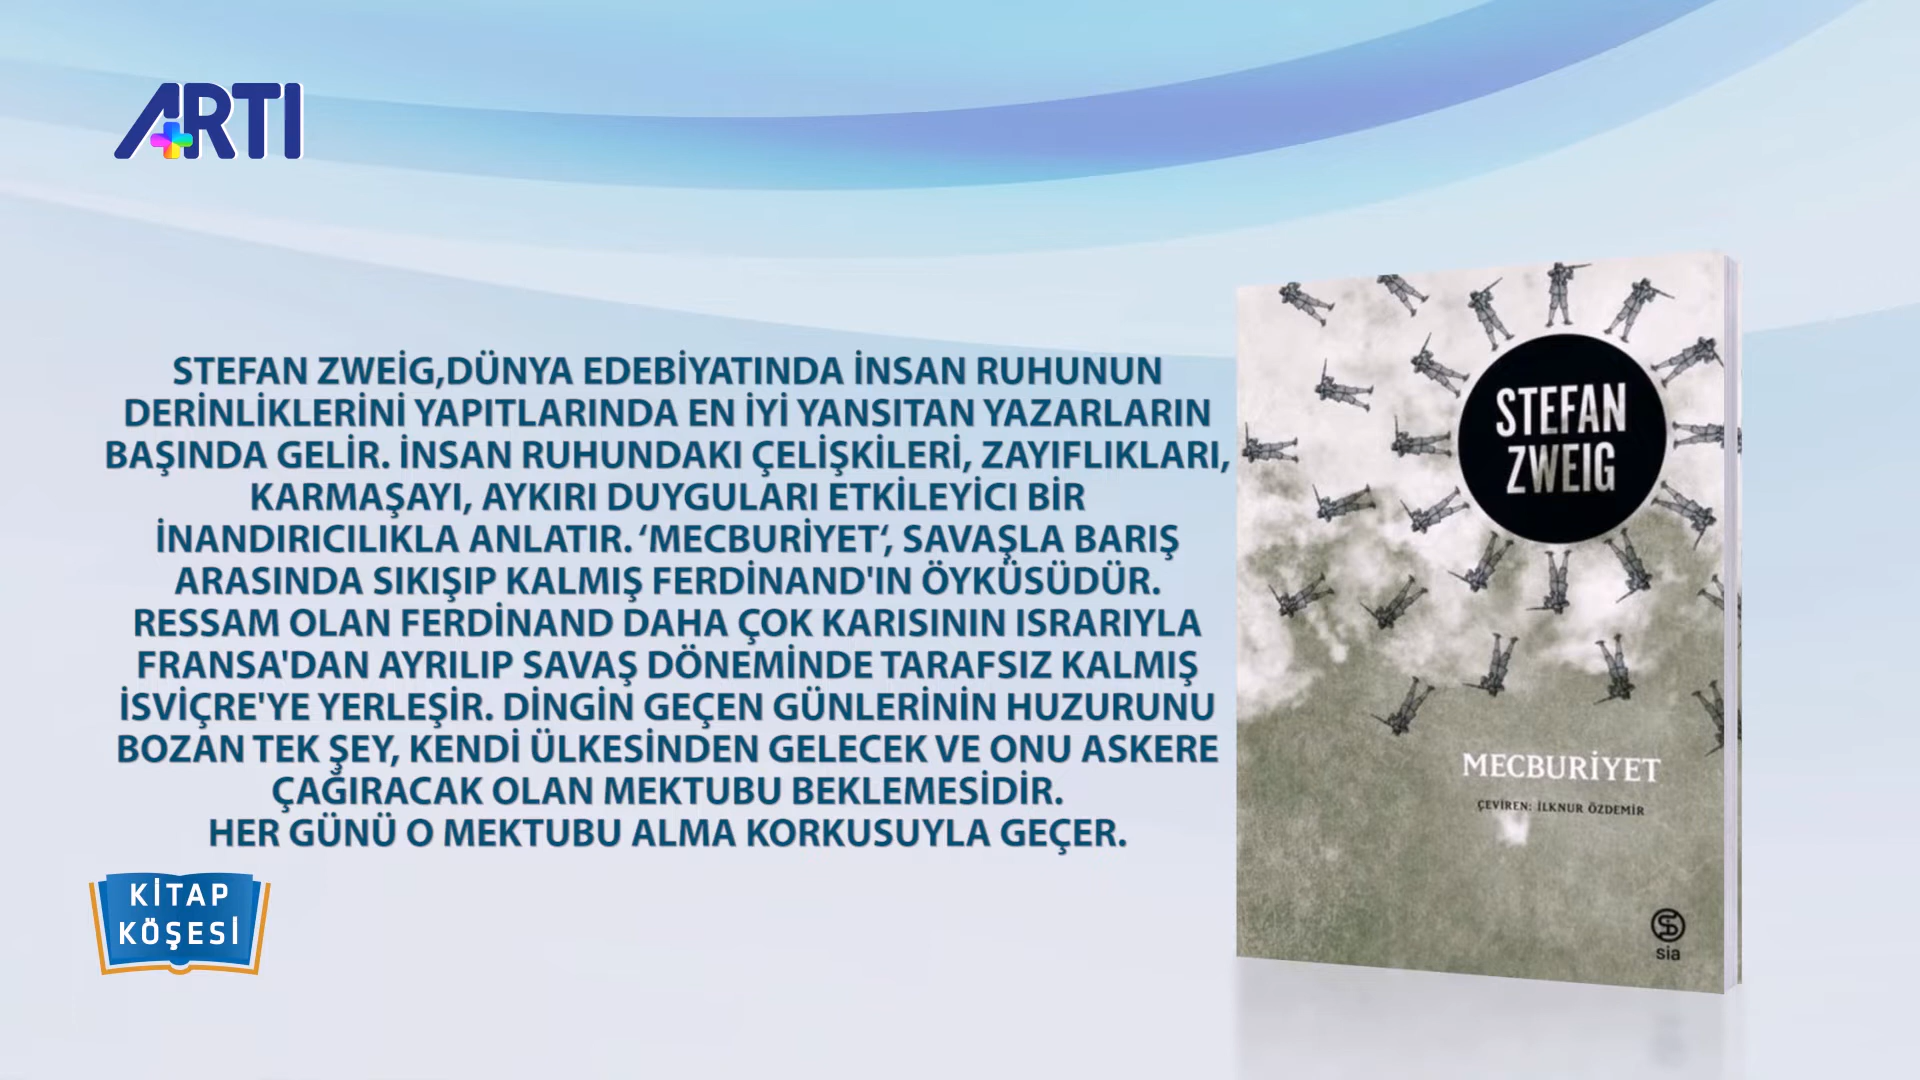 ARTI
STEFAN ZWEİG,DÜNYA EDEBİYATINDA İNSAN RUHUNUN
DERİNLİKLERİNİ YAPITLARINDA EN İYİ YANSITAN YAZARLARIN
BAŞINDA GELİR. İNSAN RUHUNDAKI ÇELİŞKİLERİ, ZAYIFLIKLARI,
KARMAŞAYI, AYKIRI DUYGULARI ETKİLEYİCI BİR
İNANDIRICILIKLA ANLATIR. ‘MECBURİYET‘, SAVAŞLA BARIŞ
ARASINDA SIKIŞIP KALMIŞ FERDİNAND'IN ÖYKÜSÜDÜR.
RESSAM OLAN FERDİNAND DAHA ÇOK KARISININ ISRARIYLA
FRANSA'DAN AYRILIP SAVAŞ DÖNEMİNDE TARAFSIZ KALMIŞ
İSVİÇRE'YE YERLEŞİR. DİNGİN GEÇEN GÜNLERİNİN HUZURUNU
BOZAN TEK ŞEY, KENDİ ÜLKESİNDEN GELECEK VE ONU ASKERE
ÇAĞIRACAK OLAN MEKTUBU BEKLEMESİDİR.
HER GÜNÜ O MEKTUBU ALMA KORKUSUYLA GEÇER.
KİTAP
KÖŞESİ
STEFAN
ZWEIG
MECBURİYET
ÇEVİREN: İLKNUR ÖZDEMİR
sia